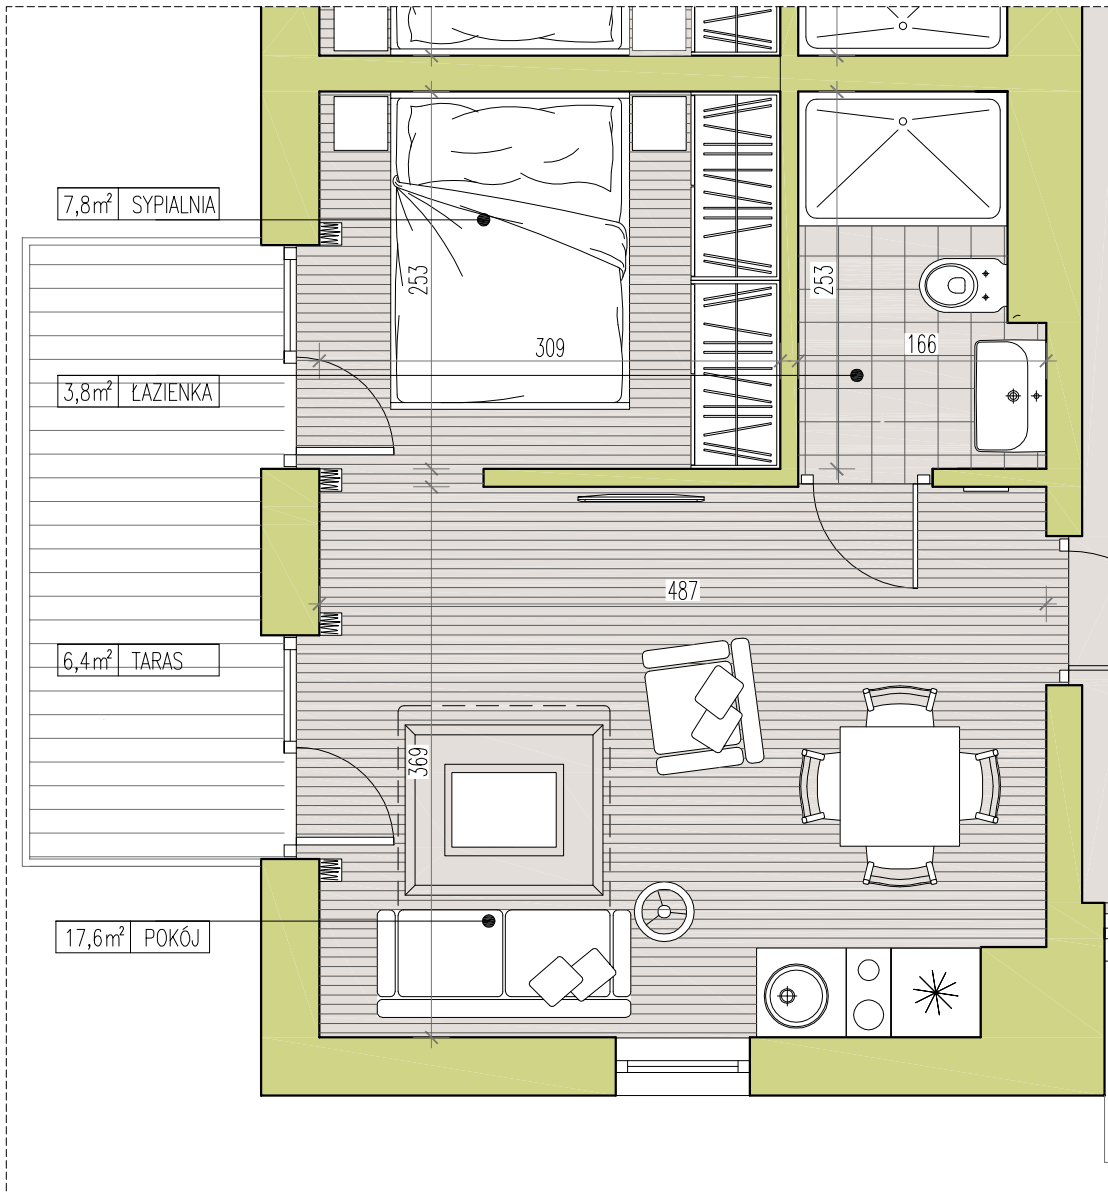 7,8m² SYPIALNIA
253
253
309
166
3,8m² ŁAZIENKA
487
6,4m² TARAS
369
17,6m² POKÓJ